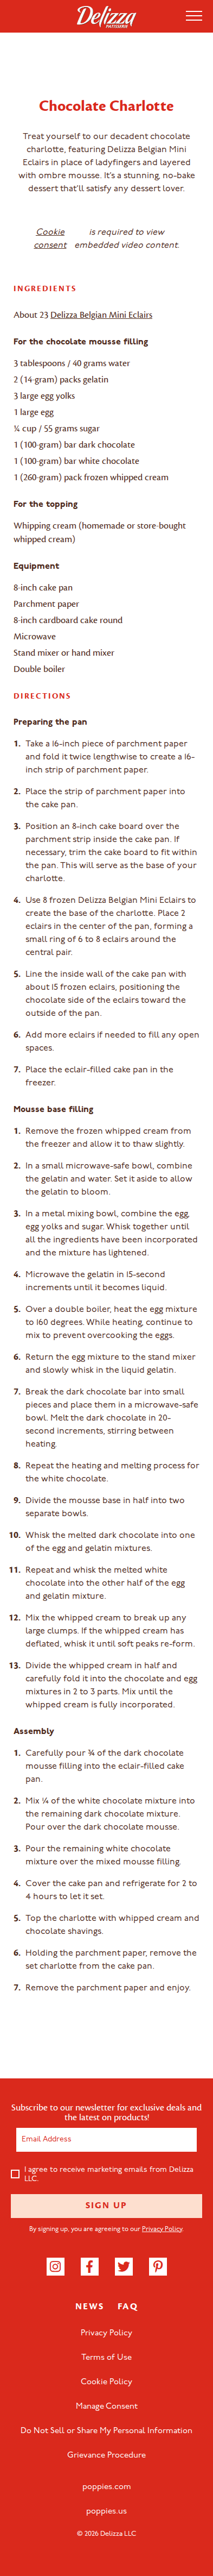 Delizza
PATISSERIE
Chocolate Charlotte
Treat yourself to our decadent chocolate
charlotte, featuring Delizza Belgian Mini
Eclairs in place of ladyfingers and layered
with ombre mousse. It's a stunning, no-bake
dessert that'll satisfy any dessert lover.
Cookie consent is required to view
embedded video content.
INGREDIENTS
About 23 Delizza Belgian Mini Eclairs
For the chocolate mousse filling
3 tablespoons / 40 grams water
2 (14-gram) packs gelatin
3 large egg yolks
1 large egg
¼ cup / 55 grams sugar
1 (100-gram) bar dark chocolate
1 (100-gram) bar white chocolate
1 (260-gram) pack frozen whipped cream
For the topping
Whipping cream (homemade or store-bought
whipped cream)
Equipment
8-inch cake pan
Parchment paper
8-inch cardboard cake round
Microwave
Stand mixer or hand mixer
Double boiler
DIRECTIONS
Preparing the pan
1. Take a 16-inch piece of parchment paper
and fold it twice lengthwise to create a 16-
inch strip of parchment paper.
2. Place the strip of parchment paper into
the cake pan.
3. Position an 8-inch cake board over the
parchment strip inside the cake pan. If
necessary, trim the cake board to fit within
the pan. This will serve as the base of your
charlotte.
4. Use 8 frozen Delizza Belgian Mini Eclairs to
create the base of the charlotte. Place 2
eclairs in the center of the pan, forming a
small ring of 6 to 8 eclairs around the
central pair.
5. Line the inside wall of the cake pan with
about 15 frozen eclairs, positioning the
chocolate side of the eclairs toward the
outside of the pan.
6. Add more eclairs if needed to fill any open
spaces.
7. Place the eclair-filled cake pan in the
freezer.
Mousse base filling
1. Remove the frozen whipped cream from
the freezer and allow it to thaw slightly.
2. In a small microwave-safe bowl, combine
the gelatin and water. Set it aside to allow
the gelatin to bloom.
3. In a metal mixing bowl, combine the egg,
egg yolks and sugar. Whisk together until
all the ingredients have been incorporated
and the mixture has lightened.
4. Microwave the gelatin in 15-second
increments until it becomes liquid.
5. Over a double boiler, heat the egg mixture
to 160 degrees. While heating, continue to
mix to prevent overcooking the eggs.
6. Return the egg mixture to the stand mixer
and slowly whisk in the liquid gelatin.
7. Break the dark chocolate bar into small
pieces and place them in a microwave-safe
bowl. Melt the dark chocolate in 20-
second increments, stirring between
heating.
8. Repeat the heating and melting process for
the white chocolate.
9. Divide the mousse base in half into two
separate bowls.
10. Whisk the melted dark chocolate into one
of the egg and gelatin mixtures.
11. Repeat and whisk the melted white
chocolate into the other half of the egg
and gelatin mixture.
12. Mix the whipped cream to break up any
large clumps. If the whipped cream has
deflated, whisk it until soft peaks re-form.
13. Divide the whipped cream in half and
carefully fold it into the chocolate and egg
mixtures in 2 to 3 parts. Mix until the
whipped cream is fully incorporated.
Assembly
1. Carefully pour ¾ of the dark chocolate
mousse filling into the eclair-filled cake
pan.
2. Mix ¼ of the white chocolate mixture into
the remaining dark chocolate mixture.
Pour over the dark chocolate mousse.
3. Pour the remaining white chocolate
mixture over the mixed mousse filling.
4. Cover the cake pan and refrigerate for 2 to
4 hours to let it set.
5. Top the charlotte with whipped cream and
chocolate shavings.
6. Holding the parchment paper, remove the
set charlotte from the cake pan.
7. Remove the parchment paper and enjoy.
Subscribe to our newsletter for exclusive deals and
the latest on products!
Email Address
I agree to receive marketing emails from Delizza
LLC.
SIGN UP
By signing up, you are agreeing to our Privacy Policy.
NEWS FAQ
Privacy Policy
Terms of Use
Cookie Policy
Manage Consent
Do Not Sell or Share My Personal Information
Grievance Procedure
poppies.com
poppies.us
© 2026 Delizza LLC